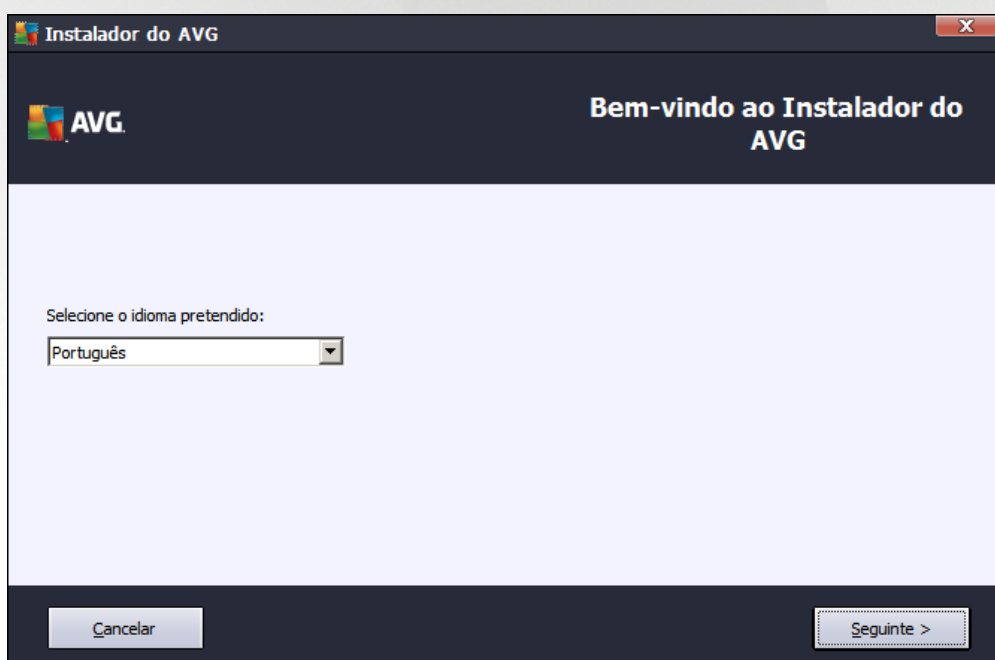 Instalador do AVG
X
AVG.
Bem-vindo ao Instalador do
AVG
Selecione o idioma pretendido:
Português
Cancelar
Seguinte >